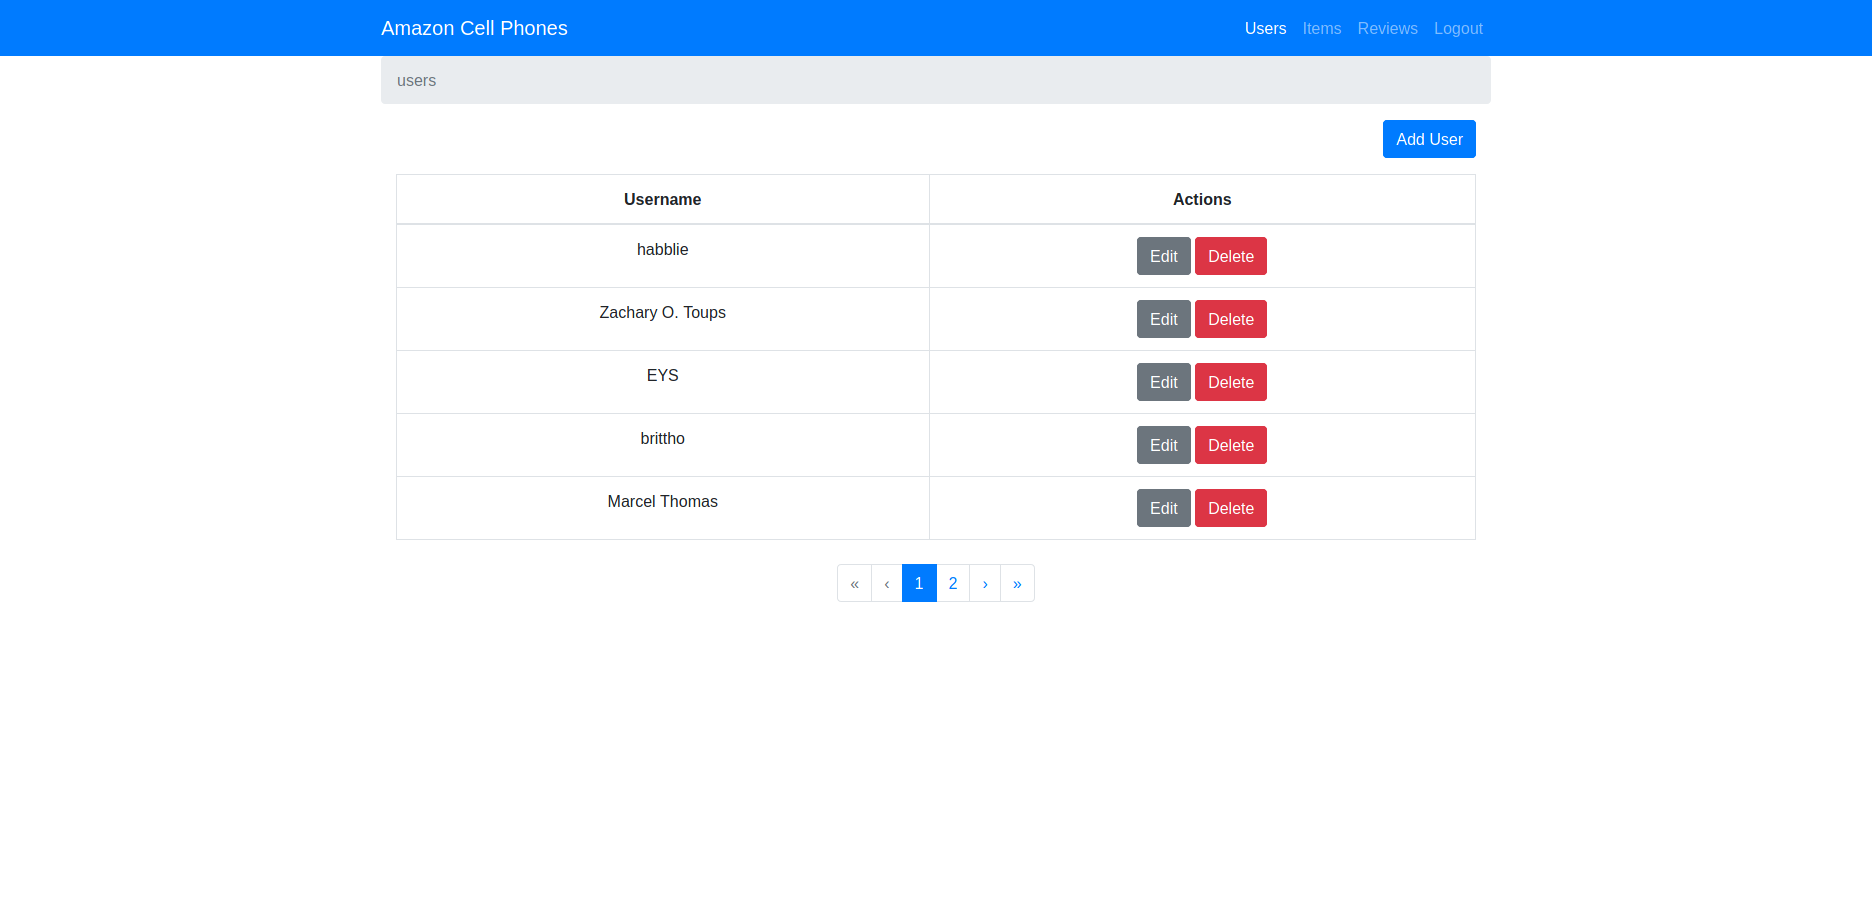 Amazon Cell Phones Users Items Reviews Logout
users
Add User
Username Actions
habblie Edit Delete
Zachary O. Toups Edit Delete
EYS Edit Delete
brittho Edit Delete
Marcel Thomas Edit Delete
« ‹ 1 2 › »